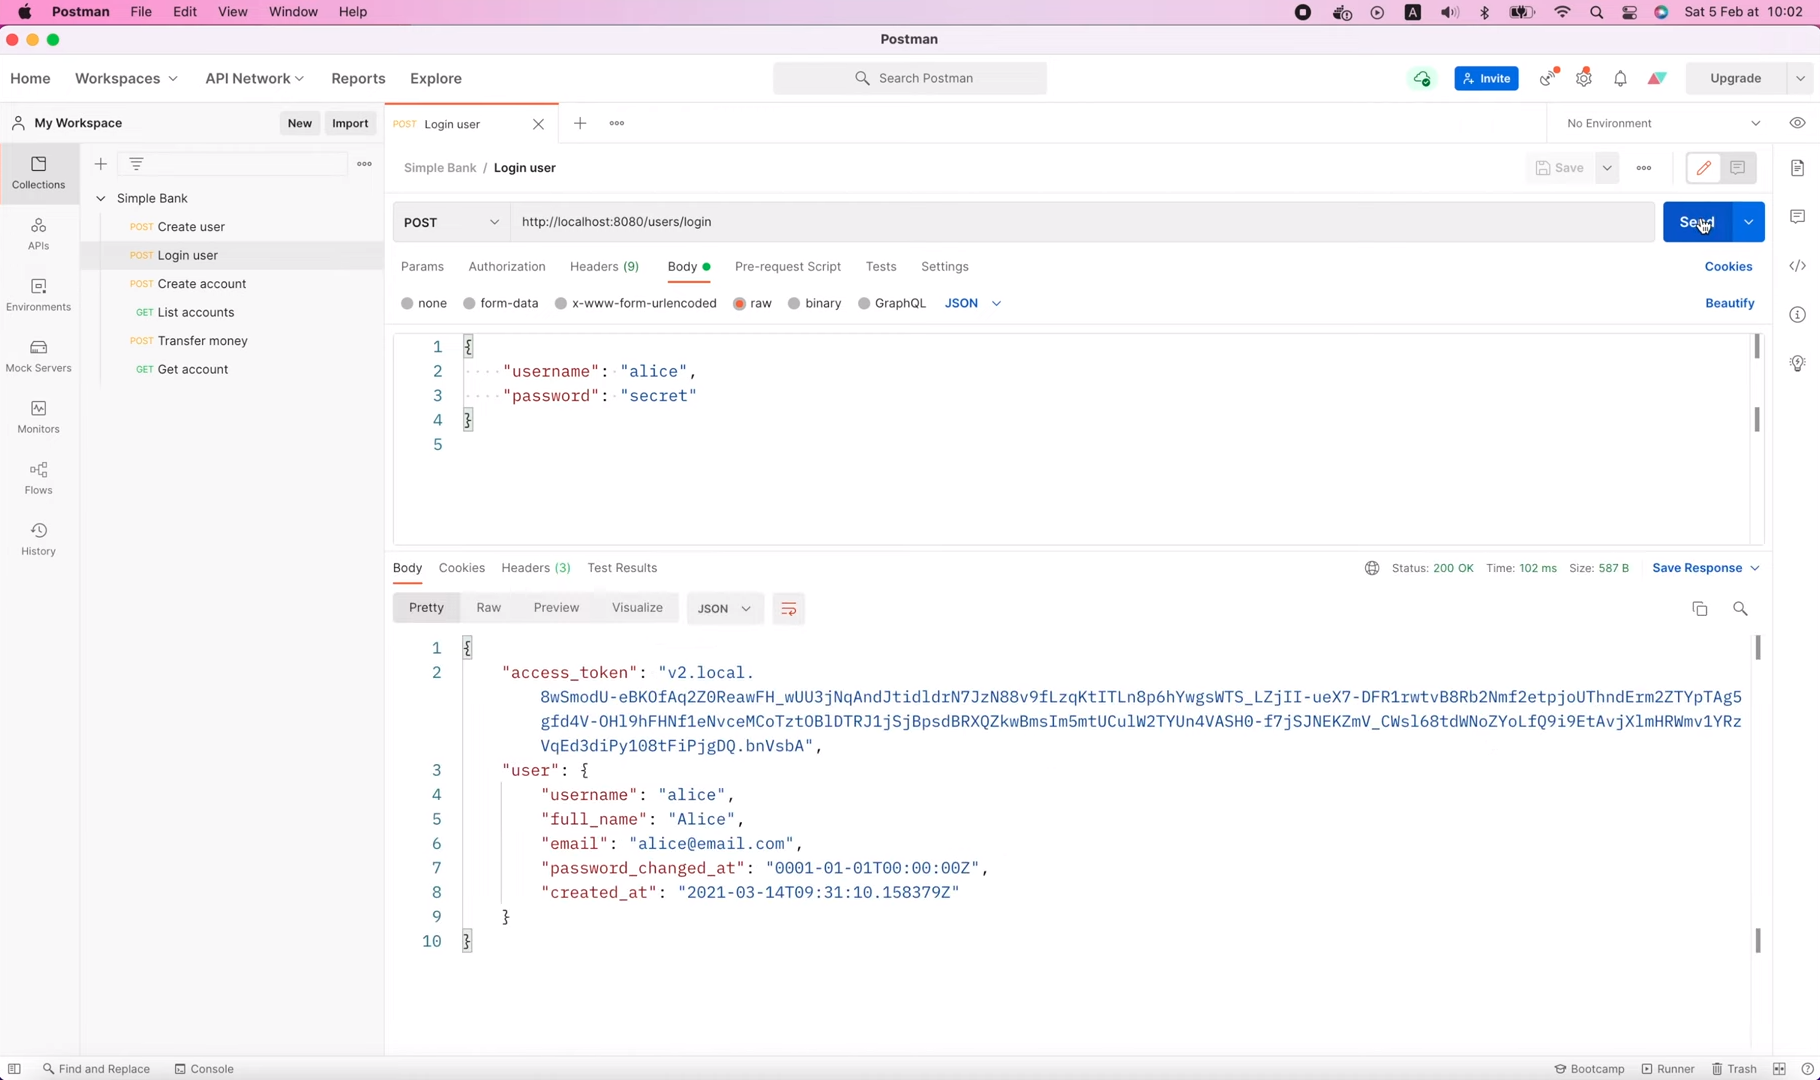 Postman File Edit View Window Help A Sat 5 Feb at 10:02
Postman
Home Workspaces API Network Reports Explore Search Postman Invite Upgrade
My Workspace New Import POST Login user No Environment
Collections
Simple Bank / Login user Save
Simple Bank
POST Create user
POST http://localhost:8080/users/login Send
APIs
POST Login user
Params Authorization Headers (9) Body Pre-request Script Tests Settings Cookies
POST Create account
Environments
GET List accounts
none form-data x-www-form-urlencoded raw binary GraphQL JSON Beautify
POST Transfer money
GET Get account
Mock Servers
Monitors
Flows
History
1 {
2 "username": "alice",
3 "password": "secret"
4 }
5
Body Cookies Headers (3) Test Results Status: 200 OK Time: 102 ms Size: 587 B Save Response
Pretty Raw Preview Visualize JSON
1 {
2 "access_token": "v2.local.
8wSmodU-eBKOfAq2Z0ReawFH_wUU3jNqAndJtidldrN7JzN88v9fLzqKtITLn8p6hYwgsWTS_LZjII-ueX7-DFR1rwtvB8Rb2Nmf2etpjoUThndErm2ZTYpTAg5
gfd4V-OHl9hFHNf1eNvceMCoTztOBlDTRJ1jSjBpsdBRXQZkwBmsIm5mtUCulW2TYUn4VASH0-f7jSJNEKZmV_CWsl68tdWNoZYoLfQ9i9EtAvjXlmHRWmv1YRz
VqEd3diPy108tFiPjgDQ.bnVsbA",
3 "user": {
4 "username": "alice",
5 "full_name": "Alice",
6 "email": "alice@email.com",
7 "password_changed_at": "0001-01-01T00:00:00Z",
8 "created_at": "2021-03-14T09:31:10.158379Z"
9 }
10 }
Find and Replace Console Bootcamp Runner Trash